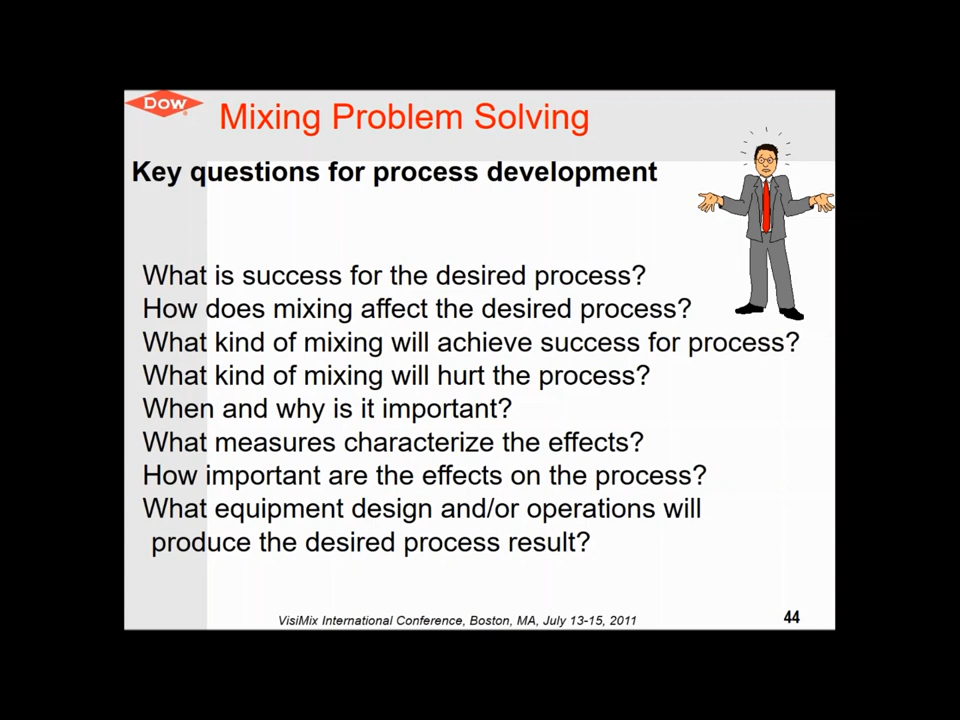 Dow
Mixing Problem Solving
Key questions for process development
What is success for the desired process?
How does mixing affect the desired process?
What kind of mixing will achieve success for process?
What kind of mixing will hurt the process?
When and why is it important?
What measures characterize the effects?
How important are the effects on the process?
What equipment design and/or operations will
produce the desired process result?
VisiMix International Conference, Boston, MA, July 13-15, 2011
44